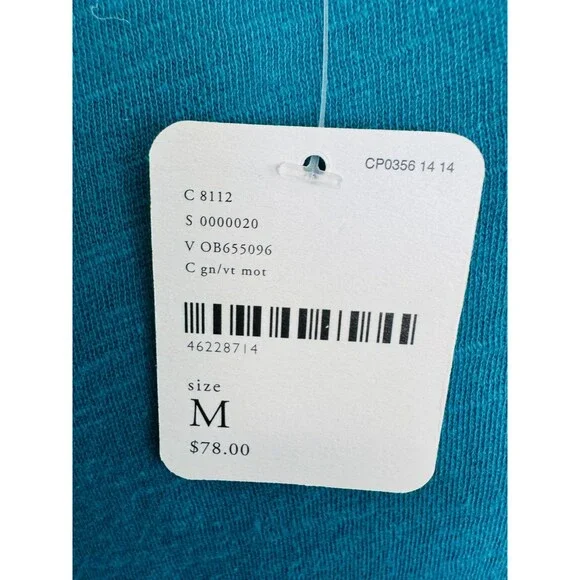 CP0356 14 14
C 8112
S 0000020
V OB655096
C gn/vt mot
46228714
size
M
$78.00